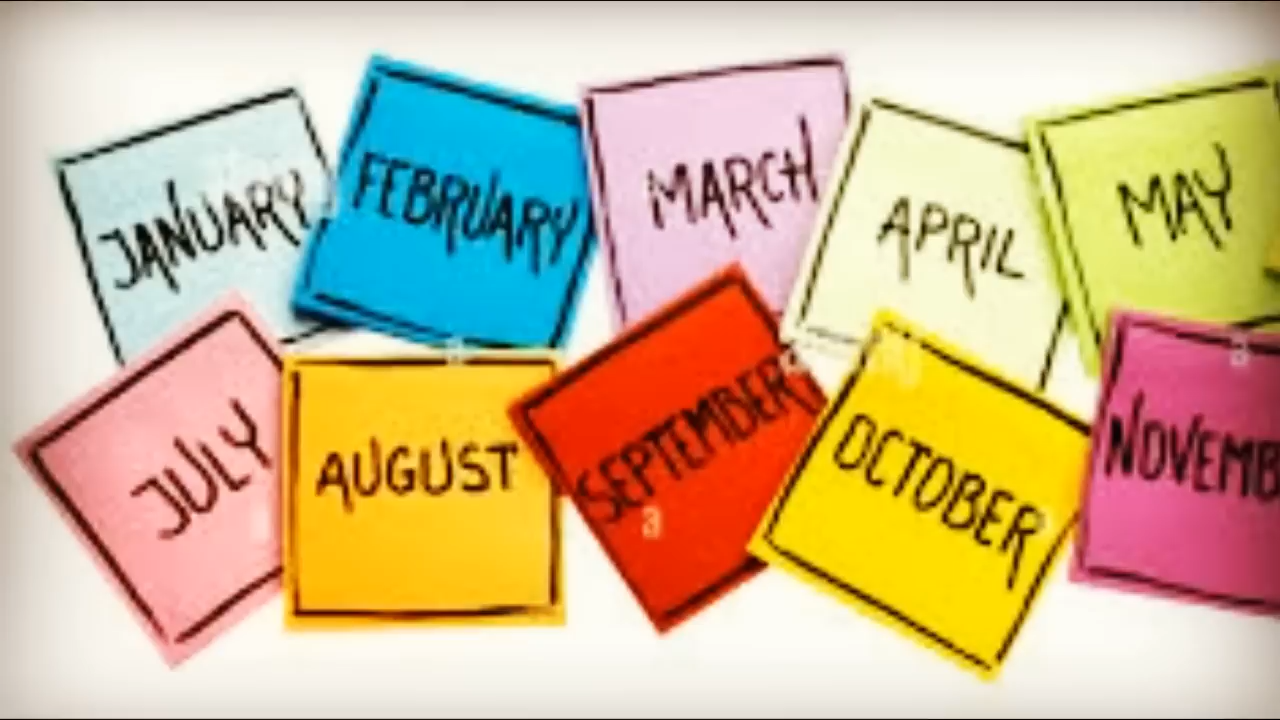 JANUARY
FEBRUARY
MARCH
APRIL
MAY
JULY
AUGUST
SEPTEMBER
OCTOBER
NOVEMB